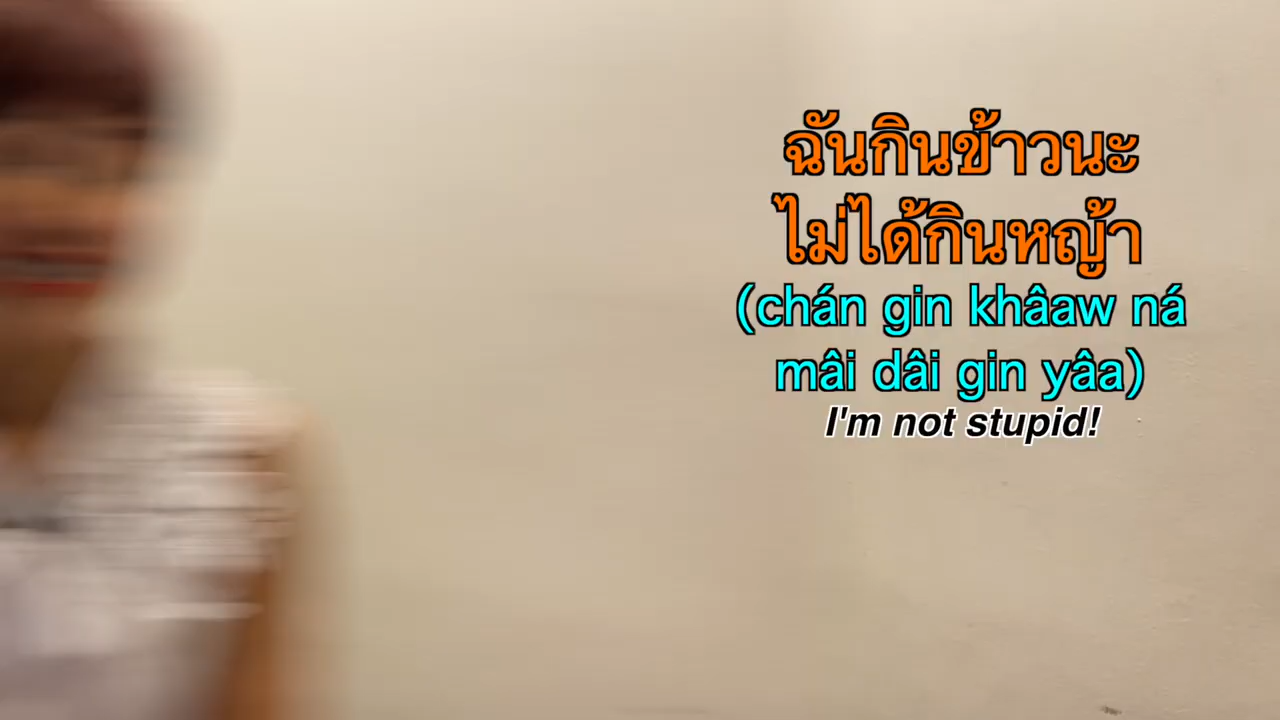 ฉันกินข้าวนะ
ไม่ได้กินหญ้า
(chán gin khâaw ná
mâi dâi gin yâa)
I'm not stupid!